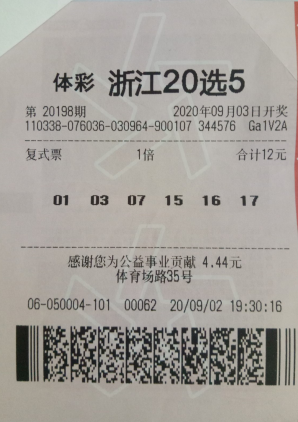 体彩 浙江20选5
第 20198期 2020年09月03日开奖
110338-076036-030964-900107 344576 Ga1V2A
复式票 1倍 合计12元
01 03 07 15 16 17
感谢您为公益事业贡献 4.44元
体育场路35号
06-050004-101 00062 20/09/02 19:30:16